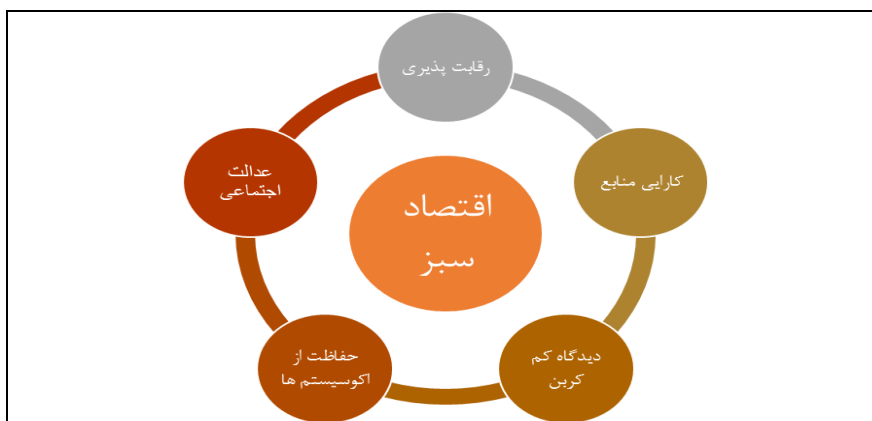 رقابت پذیری
کارایی منابع
دیدگاه کم
کربن
حفاظت از
اکوسیستم ها
عدالت
اجتماعی
اقتصاد
سبز